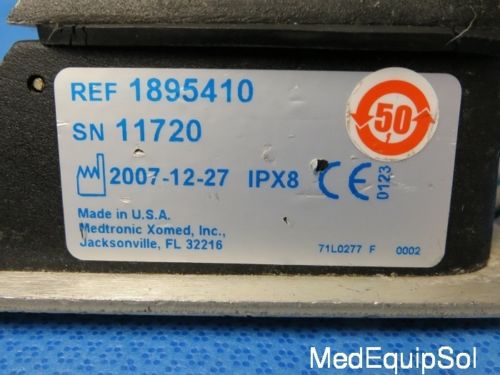 REF 1895410
SN 11720
2007-12-27 IPX8 CE 0123
50
Made in U.S.A.
Medtronic Xomed, Inc.,
Jacksonville, FL 32216
71L0277 F 0002
MedEquipSol